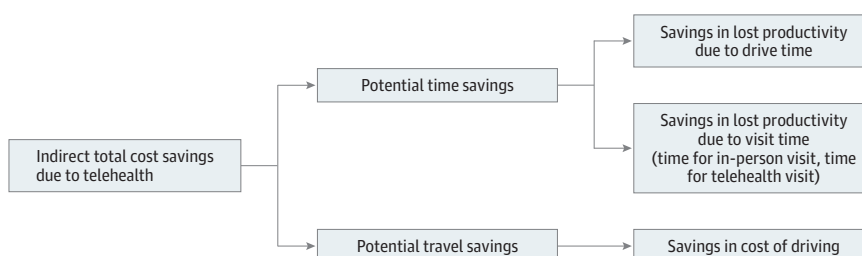 Indirect total cost savings
due to telehealth
Potential time savings
Savings in lost productivity
due to drive time
Savings in lost productivity
due to visit time
(time for in-person visit, time
for telehealth visit)
Potential travel savings
Savings in cost of driving